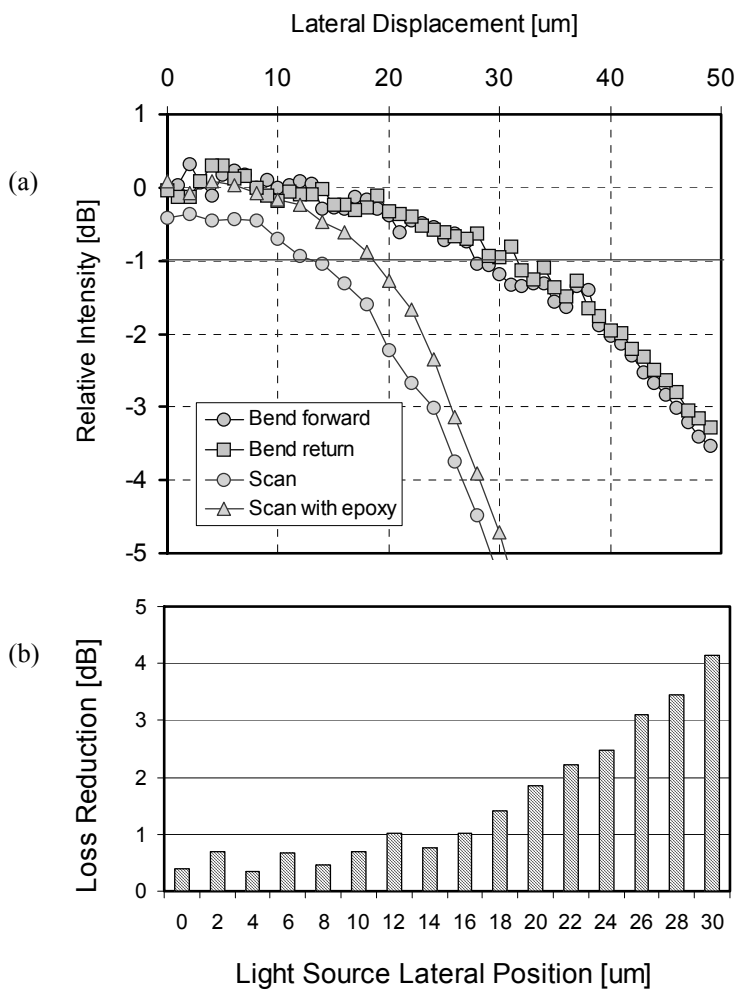 Lateral Displacement [um]
0 10 20 30 40 50
(a)
Relative Intensity [dB]
1
0
-1
-2
-3
-4
-5
Bend forward
Bend return
Scan
Scan with epoxy
(b)
Loss Reduction [dB]
5
4
3
2
1
0
0 2 4 6 8 10 12 14 16 18 20 22 24 26 28 30
Light Source Lateral Position [um]